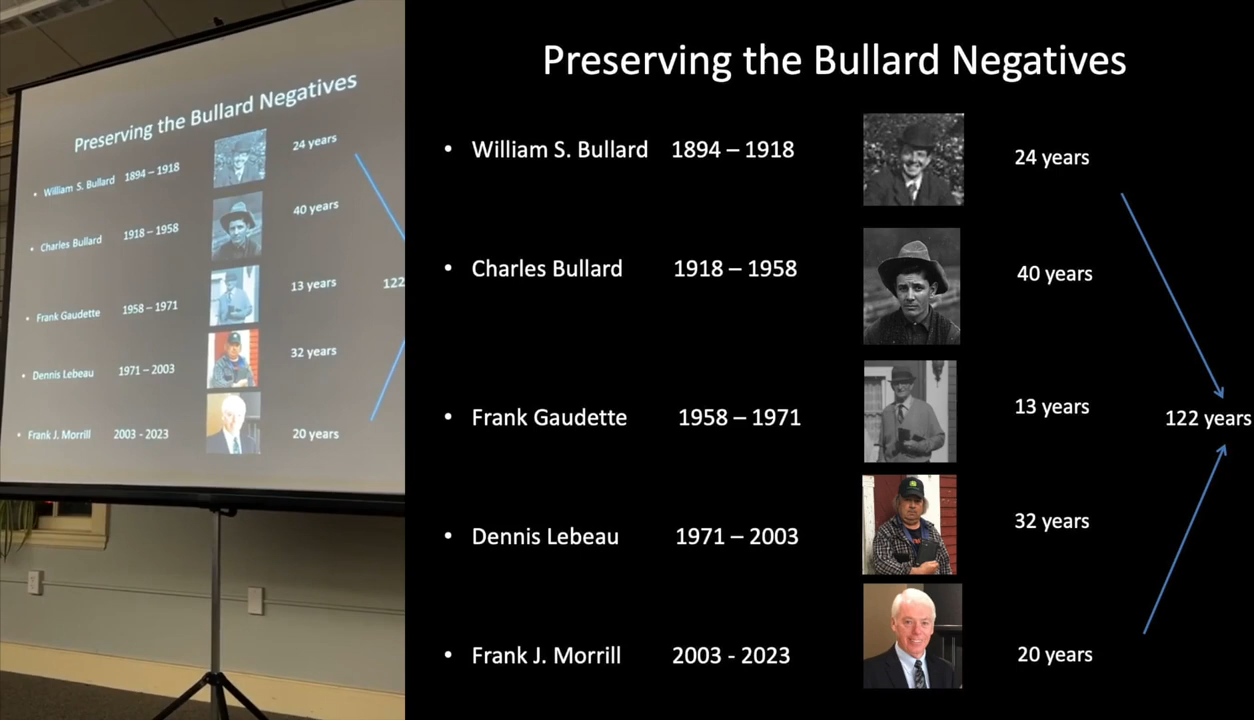 Preserving the Bullard Negatives
• William S. Bullard 1894 – 1918 24 years
• Charles Bullard 1918 – 1958 40 years
• Frank Gaudette 1958 – 1971 13 years
122
• Dennis Lebeau 1971 – 2003 32 years
• Frank J. Morrill 2003 - 2023 20 years
Preserving the Bullard Negatives
• William S. Bullard 1894 – 1918 24 years
• Charles Bullard 1918 – 1958 40 years
• Frank Gaudette 1958 – 1971 13 years
122 years
• Dennis Lebeau 1971 – 2003 32 years
• Frank J. Morrill 2003 - 2023 20 years